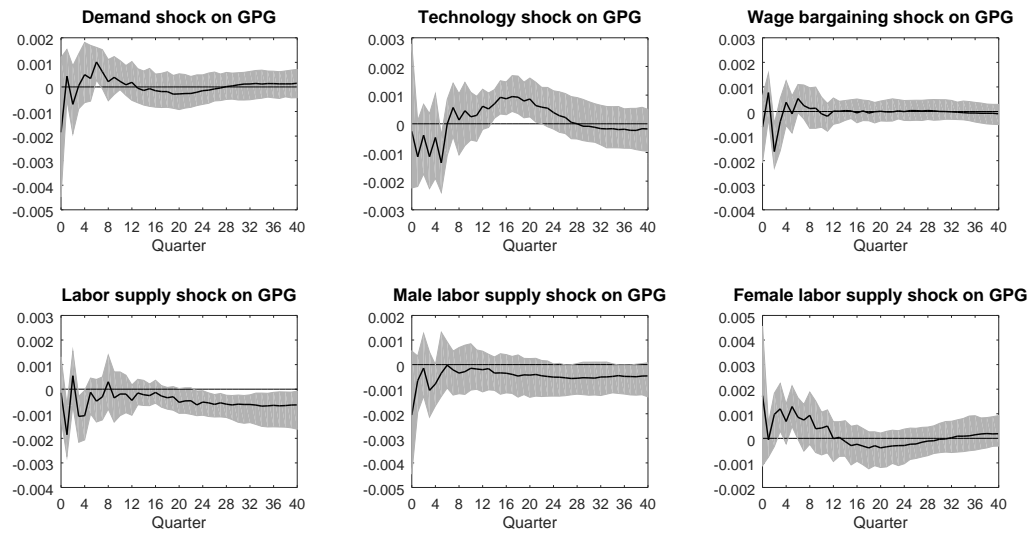 Demand shock on GPG
0.002
0.001
0
-0.001
-0.002
-0.003
-0.004
-0.005
0 4 8 12 16 20 24 28 32 36 40
Quarter
Technology shock on GPG
0.003
0.002
0.001
0
-0.001
-0.002
-0.003
0 4 8 12 16 20 24 28 32 36 40
Quarter
Wage bargaining shock on GPG
0.003
0.002
0.001
0
-0.001
-0.002
-0.003
-0.004
0 4 8 12 16 20 24 28 32 36 40
Quarter
Labor supply shock on GPG
0.003
0.002
0.001
0
-0.001
-0.002
-0.003
-0.004
0 4 8 12 16 20 24 28 32 36 40
Quarter
Male labor supply shock on GPG
0.002
0.001
0
-0.001
-0.002
-0.003
-0.004
-0.005
0 4 8 12 16 20 24 28 32 36 40
Quarter
Female labor supply shock on GPG
0.005
0.004
0.003
0.002
0.001
0
-0.001
-0.002
0 4 8 12 16 20 24 28 32 36 40
Quarter